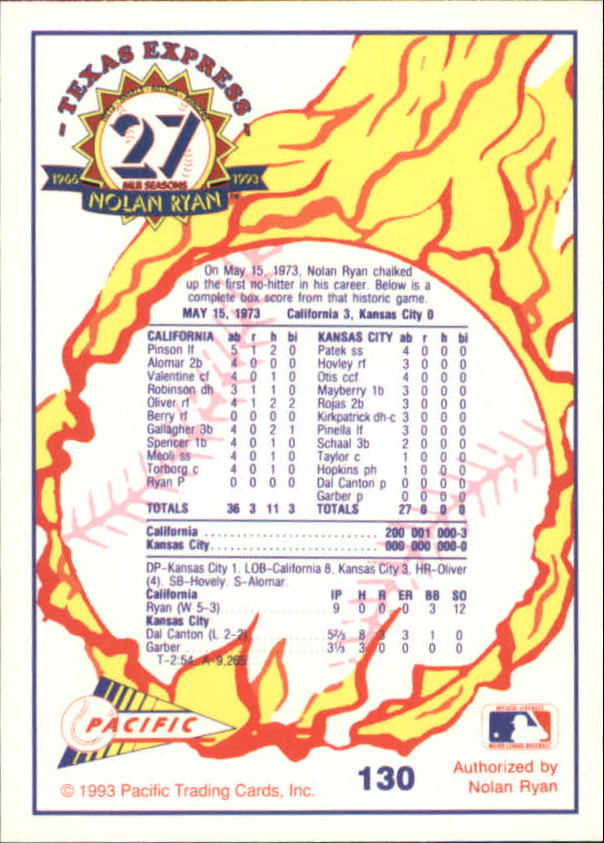 - TEXAS EXPRESS -
27
MLB SEASONS
1966 1993
NOLAN RYAN™
On May 15, 1973, Nolan Ryan chalked
up the first no-hitter in his career. Below is a
complete box score from that historic game.
MAY 15, 1973 California 3, Kansas City 0
CALIFORNIA ab r h bi KANSAS CITY ab r h bi
Pinson lf 5 1 2 0 Patek ss 4 0 0 0
Alomar 2b 4 0 0 0 Hovley rf 3 0 0 0
Valentine cf 4 0 1 0 Otis ccf 4 0 0 0
Robinson dh 3 1 1 0 Mayberry 1b 3 0 0 0
Oliver rf 4 1 2 2 Rojas 2b 3 0 0 0
Berry rf 0 0 0 0 Kirkpatrick dh-c 3 0 0 0
Gallagher 3b 4 0 2 1 Pinella lf 3 0 0 0
Spencer 1b 4 0 1 0 Schaal 3b 2 0 0 0
Meoli ss 4 0 1 0 Taylor c 1 0 0 0
Torborg c 4 0 1 0 Hopkins ph 1 0 0 0
Ryan P 0 0 0 0 Dal Canton p 0 0 0 0
Garber p 0 0 0 0
TOTALS 36 3 11 3 TOTALS 27 0 0 0
California 200 001 000-3
Kansas City 000 000 000-0
DP-Kansas City 1. LOB-California 8, Kansas City 3. HR-Oliver
(4). SB-Hovely. S-Alomar.
California IP H R ER BB SO
Ryan (W 5-3) 9 0 0 0 3 12
Kansas City
Dal Canton (L 2-2) 5⅔ 8 3 3 1 0
Garber 3⅓ 3 0 0 0 0
T-2:54. A-9,265.
PACIFIC
OFFICIAL LICENSEE
MAJOR LEAGUE BASEBALL
© 1993 Pacific Trading Cards, Inc.
130
Authorized by
Nolan Ryan